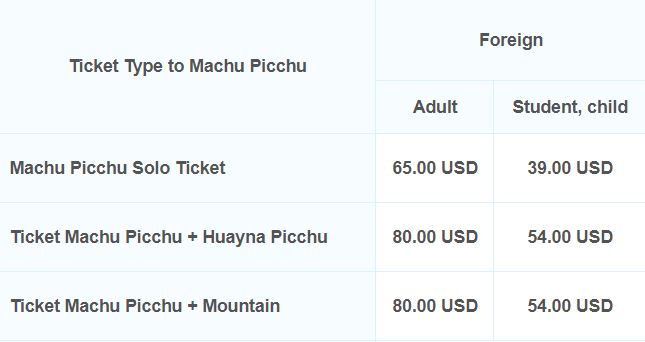 Ticket Type to Machu Picchu
Foreign
Adult
Student, child
Machu Picchu Solo Ticket
65.00 USD
39.00 USD
Ticket Machu Picchu + Huayna Picchu
80.00 USD
54.00 USD
Ticket Machu Picchu + Mountain
80.00 USD
54.00 USD